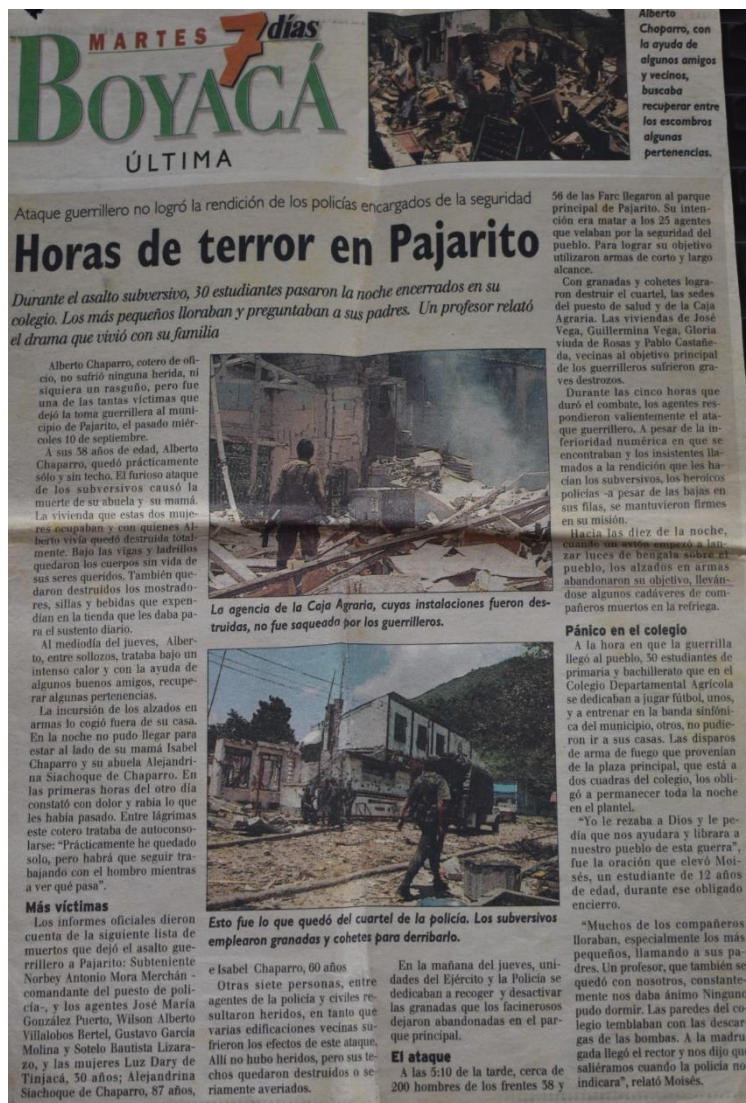 MARTES 7 días
BOYACÁ
ÚLTIMA
Alberto
Chaparro, con
la ayuda de
algunos amigos
y vecinos,
buscaba
recuperar entre
los escombros
algunas
pertenencias.
Ataque guerrillero no logró la rendición de los policías encargados de la seguridad
Horas de terror en Pajarito
Durante el asalto subversivo, 30 estudiantes pasaron la noche encerrados en su
colegio. Los más pequeños lloraban y preguntaban a sus padres. Un profesor relató
el drama que vivió con su familia
Alberto Chaparro, cotero de ofi-
cio, no sufrió ninguna herida, ni
siquiera un rasguño, pero fue
una de las tantas víctimas que
dejó la toma guerrillera al muni-
cipio de Pajarito, el pasado miér-
coles 10 de septiembre.
A sus 38 años de edad, Alberto
Chaparro, quedó prácticamente
sólo y sin techo. El furioso ataque
de los subversivos causó la
muerte de su abuela y su mamá.
La vivienda que estas dos muje-
res ocupaban y con quienes Al-
berto vivía quedó destruida total-
mente. Bajo las vigas y ladrillos
quedaron los cuerpos sin vida de
sus seres queridos. También que-
daron destruidos los mostrado-
res, sillas y bebidas que expen-
dían en la tienda que les daba pa-
ra el sustento diario.
Al mediodía del jueves, Alber-
to, entre sollozos, trataba bajo un
intenso calor y con la ayuda de
algunos buenos amigos, recupe-
rar algunas pertenencias.
La incursión de los alzados en
armas lo cogió fuera de su casa.
En la noche no pudo llegar para
estar al lado de su mamá Isabel
Chaparro y su abuela Alejandri-
na Siachoque de Chaparro. En
las primeras horas del otro día
constató con dolor y rabia lo que
les había pasado. Entre lágrimas
este cotero trataba de autoconso-
larse: “Prácticamente he quedado
solo, pero habrá que seguir tra-
bajando con el hombro mientras
a ver qué pasa”.
Más víctimas
Los informes oficiales dieron
cuenta de la siguiente lista de
muertos que dejó el asalto gue-
rrillero a Pajarito: Subteniente
Norbey Antonio Mora Merchán -
comandante del puesto de poli-
cía-, y los agentes José María
González Puerto, Wilson Alberto
Villalobos Bertel, Gustavo García
Molina y Sotelo Bautista Lizara-
zo, y las mujeres Luz Dary de
Tinjacá, 30 años; Alejandrina
Siachoque de Chaparro, 87 años,
La agencia de la Caja Agraria, cuyas instalaciones fueron des-
truidas, no fue saqueada por los guerrilleros.
Esto fue lo que quedó del cuartel de la policía. Los subversivos
emplearon granadas y cohetes para derribarlo.
e Isabel Chaparro, 60 años
Otras siete personas, entre
agentes de la policía y civiles re-
sultaron heridos, en tanto que
varias edificaciones vecinas su-
frieron los efectos de este ataque.
Allí no hubo heridos, pero sus te-
chos quedaron destruidos o se-
riamente averiados.
En la mañana del jueves, uni-
dades del Ejército y la Policía se
dedicaban a recoger y desactivar
las granadas que los facinerosos
dejaron abandonadas en el par-
que principal.
El ataque
A las 5:10 de la tarde, cerca de
200 hombres de los frentes 38 y
56 de las Farc llegaron al parque
principal de Pajarito. Su inten-
ción era matar a los 25 agentes
que velaban por la seguridad del
pueblo. Para lograr su objetivo
utilizaron armas de corto y largo
alcance.
Con granadas y cohetes logra-
ron destruir el cuartel, las sedes
del puesto de salud y de la Caja
Agraria. Las viviendas de José
Vega, Guillermina Vega, Gloria
viuda de Rosas y Pablo Castañe-
da, vecinas al objetivo principal
de los guerrilleros sufrieron gra-
ves destrozos.
Durante las cinco horas que
duró el combate, los agentes res-
pondieron valientemente el ata-
que guerrillero. A pesar de la in-
ferioridad numérica en que se
encontraban y los insistentes lla-
mados a la rendición que les ha-
cían los subversivos, los heroicos
policías -a pesar de las bajas en
sus filas, se mantuvieron firmes
en su misión.
Hacia las diez de la noche,
cuando un avión empezó a lan-
zar luces de bengala sobre el
pueblo, los alzados en armas
abandonaron su objetivo, lleván-
dose algunos cadáveres de com-
pañeros muertos en la refriega.
Pánico en el colegio
A la hora en que la guerrilla
llegó al pueblo, 30 estudiantes de
primaria y bachillerato que en el
Colegio Departamental Agrícola
se dedicaban a jugar fútbol, unos,
y a entrenar en la banda sinfóni-
ca del municipio, otros, no pudie-
ron ir a sus casas. Las disparos
de arma de fuego que provenían
de la plaza principal, que está a
dos cuadras del colegio, los obli-
gó a permanecer toda la noche
en el plantel.
“Yo le rezaba a Dios y le pe-
día que nos ayudara y librara a
nuestro pueblo de esta guerra”,
fue la oración que elevó Moi-
sés, un estudiante de 12 años
de edad, durante ese obligado
encierro.
“Muchos de los compañeros
lloraban, especialmente los más
pequeños, llamando a sus pa-
dres. Un profesor, que también se
quedó con nosotros, constante-
mente nos daba ánimo Ninguno
pudo dormir. Las paredes del co-
legio temblaban con las descar-
gas de las bombas. A la madru-
gada llegó el rector y nos dijo que
saliéramos cuando la policía no
indicara”, relató Moisés.